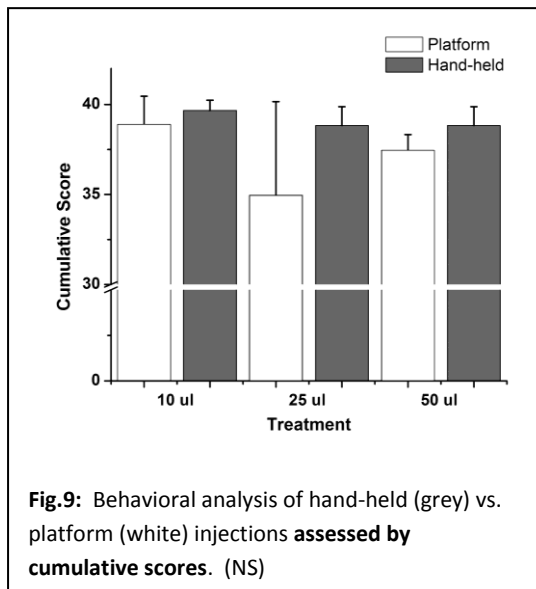 Platform
Hand-held
40
35
30
0
Cumulative Score
10 ul 25 ul 50 ul
Treatment
Fig.9: Behavioral analysis of hand-held (grey) vs.
platform (white) injections assessed by
cumulative scores. (NS)